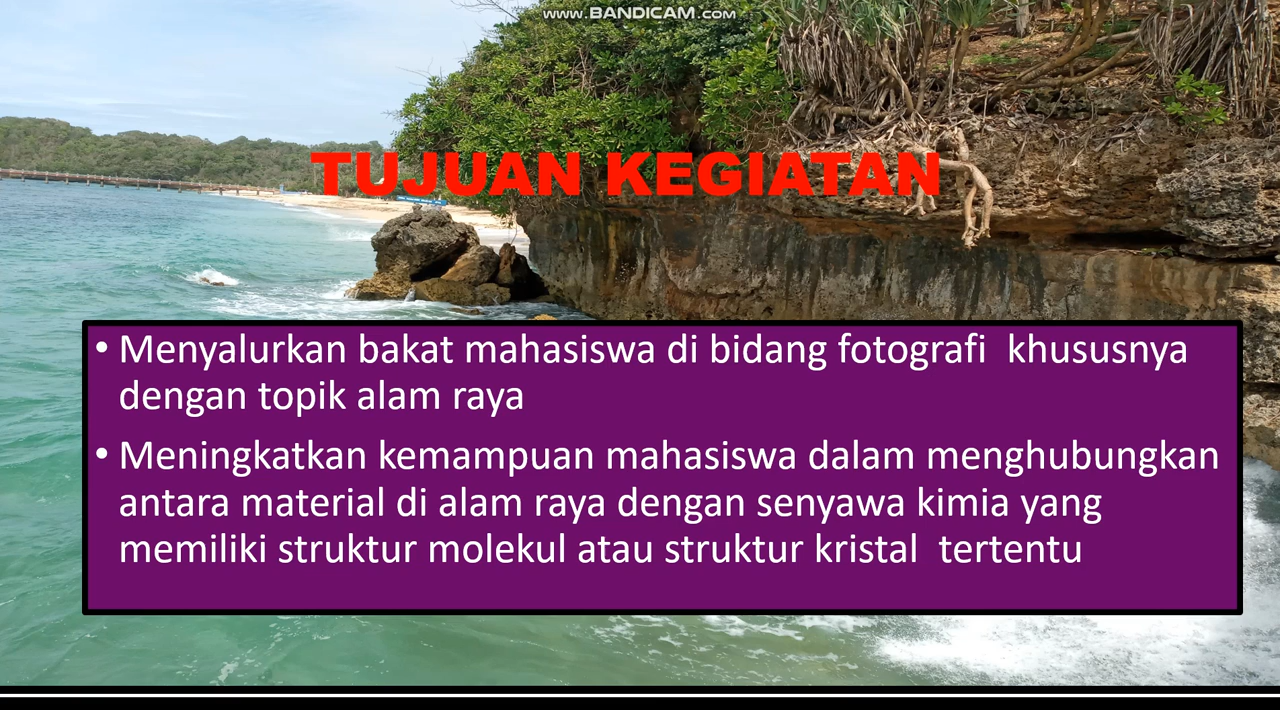 www.BANDICAM.com
TUJUAN KEGIATAN
• Menyalurkan bakat mahasiswa di bidang fotografi  khususnya
dengan topik alam raya
• Meningkatkan kemampuan mahasiswa dalam menghubungkan
antara material di alam raya dengan senyawa kimia yang
memiliki struktur molekul atau struktur kristal  tertentu